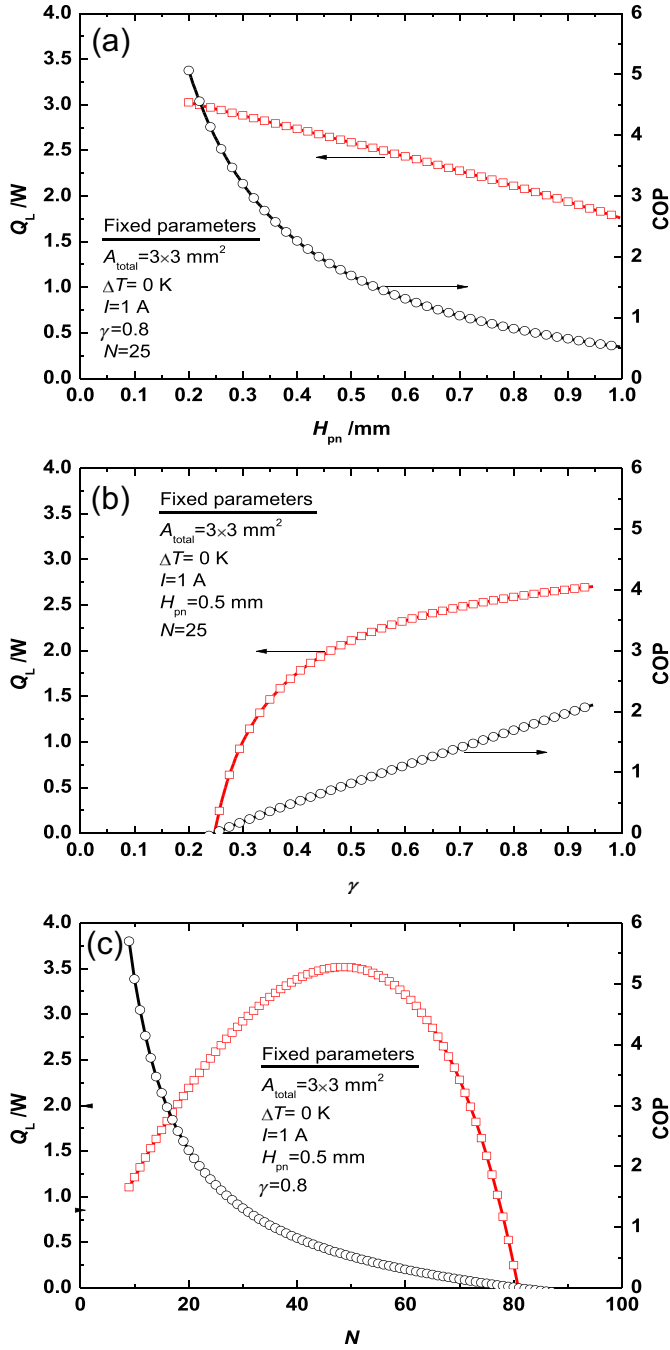 (a)
4.0
3.5
3.0
2.5
2.0
1.5
1.0
0.5
0.0
Q_L /W
6
5
4
3
2
1
0
COP
Fixed parameters
A_total=3×3 mm²
ΔT= 0 K
I=1 A
γ=0.8
N=25
0.0 0.1 0.2 0.3 0.4 0.5 0.6 0.7 0.8 0.9 1.0
H_pn /mm
(b)
4.0
3.5
3.0
2.5
2.0
1.5
1.0
0.5
0.0
Q_L /W
6
5
4
3
2
1
0
COP
Fixed parameters
A_total=3×3 mm²
ΔT= 0 K
I=1 A
H_pn=0.5 mm
N=25
0.0 0.1 0.2 0.3 0.4 0.5 0.6 0.7 0.8 0.9 1.0
γ
(c)
4.0
3.5
3.0
2.5
2.0
1.5
1.0
0.5
0.0
Q_L /W
6
5
4
3
2
1
0
COP
Fixed parameters
A_total=3×3 mm²
ΔT= 0 K
I=1 A
H_pn=0.5 mm
γ=0.8
0 20 40 60 80 100
N